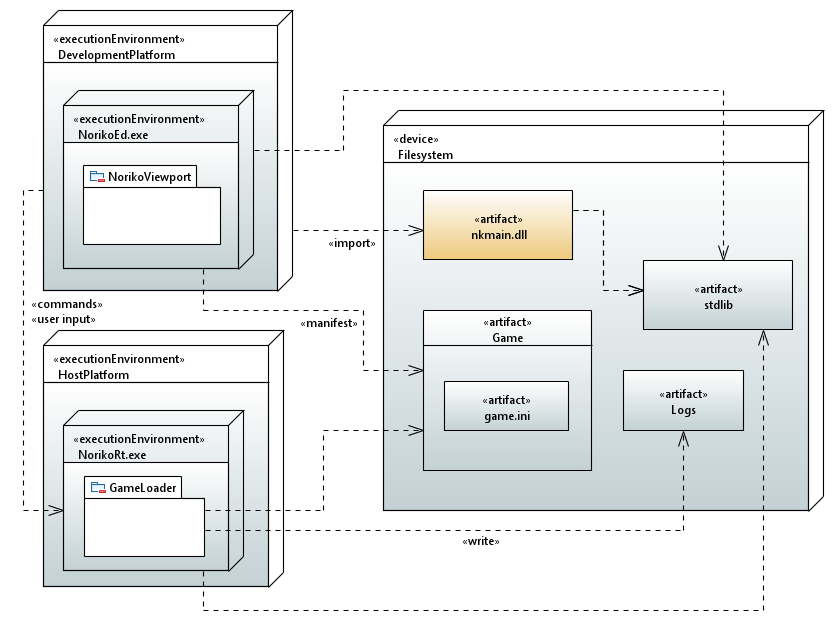 «executionEnvironment»
DevelopmentPlatform
«executionEnvironment»
NorikoEd.exe
NorikoViewport
«device»
Filesystem
«artifact»
nkmain.dll
«import»
«artifact»
stdlib
«commands»
«user input»
«manifest»
«artifact»
Game
«artifact»
game.ini
«artifact»
Logs
«executionEnvironment»
HostPlatform
«executionEnvironment»
NorikoRt.exe
GameLoader
«write»